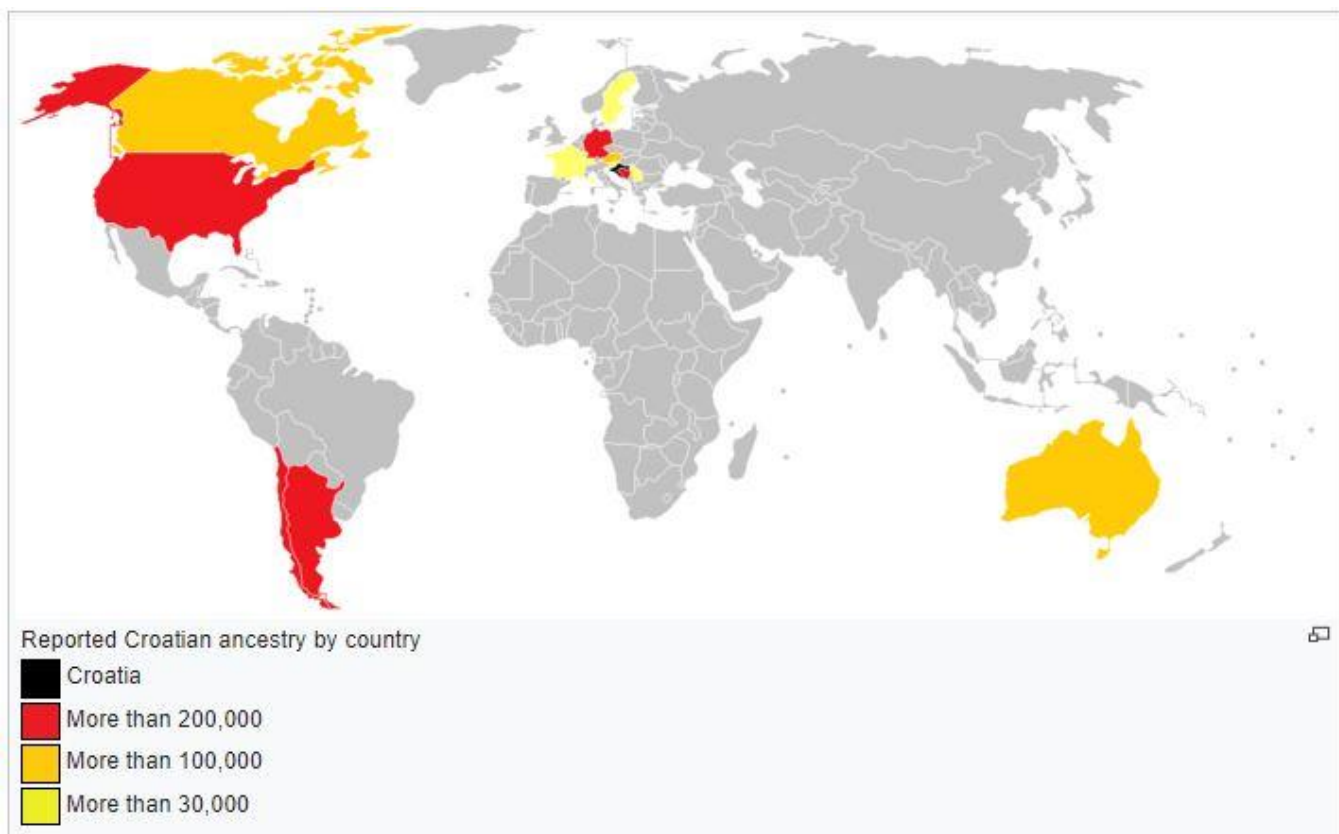 Reported Croatian ancestry by country
Croatia
More than 200,000
More than 100,000
More than 30,000